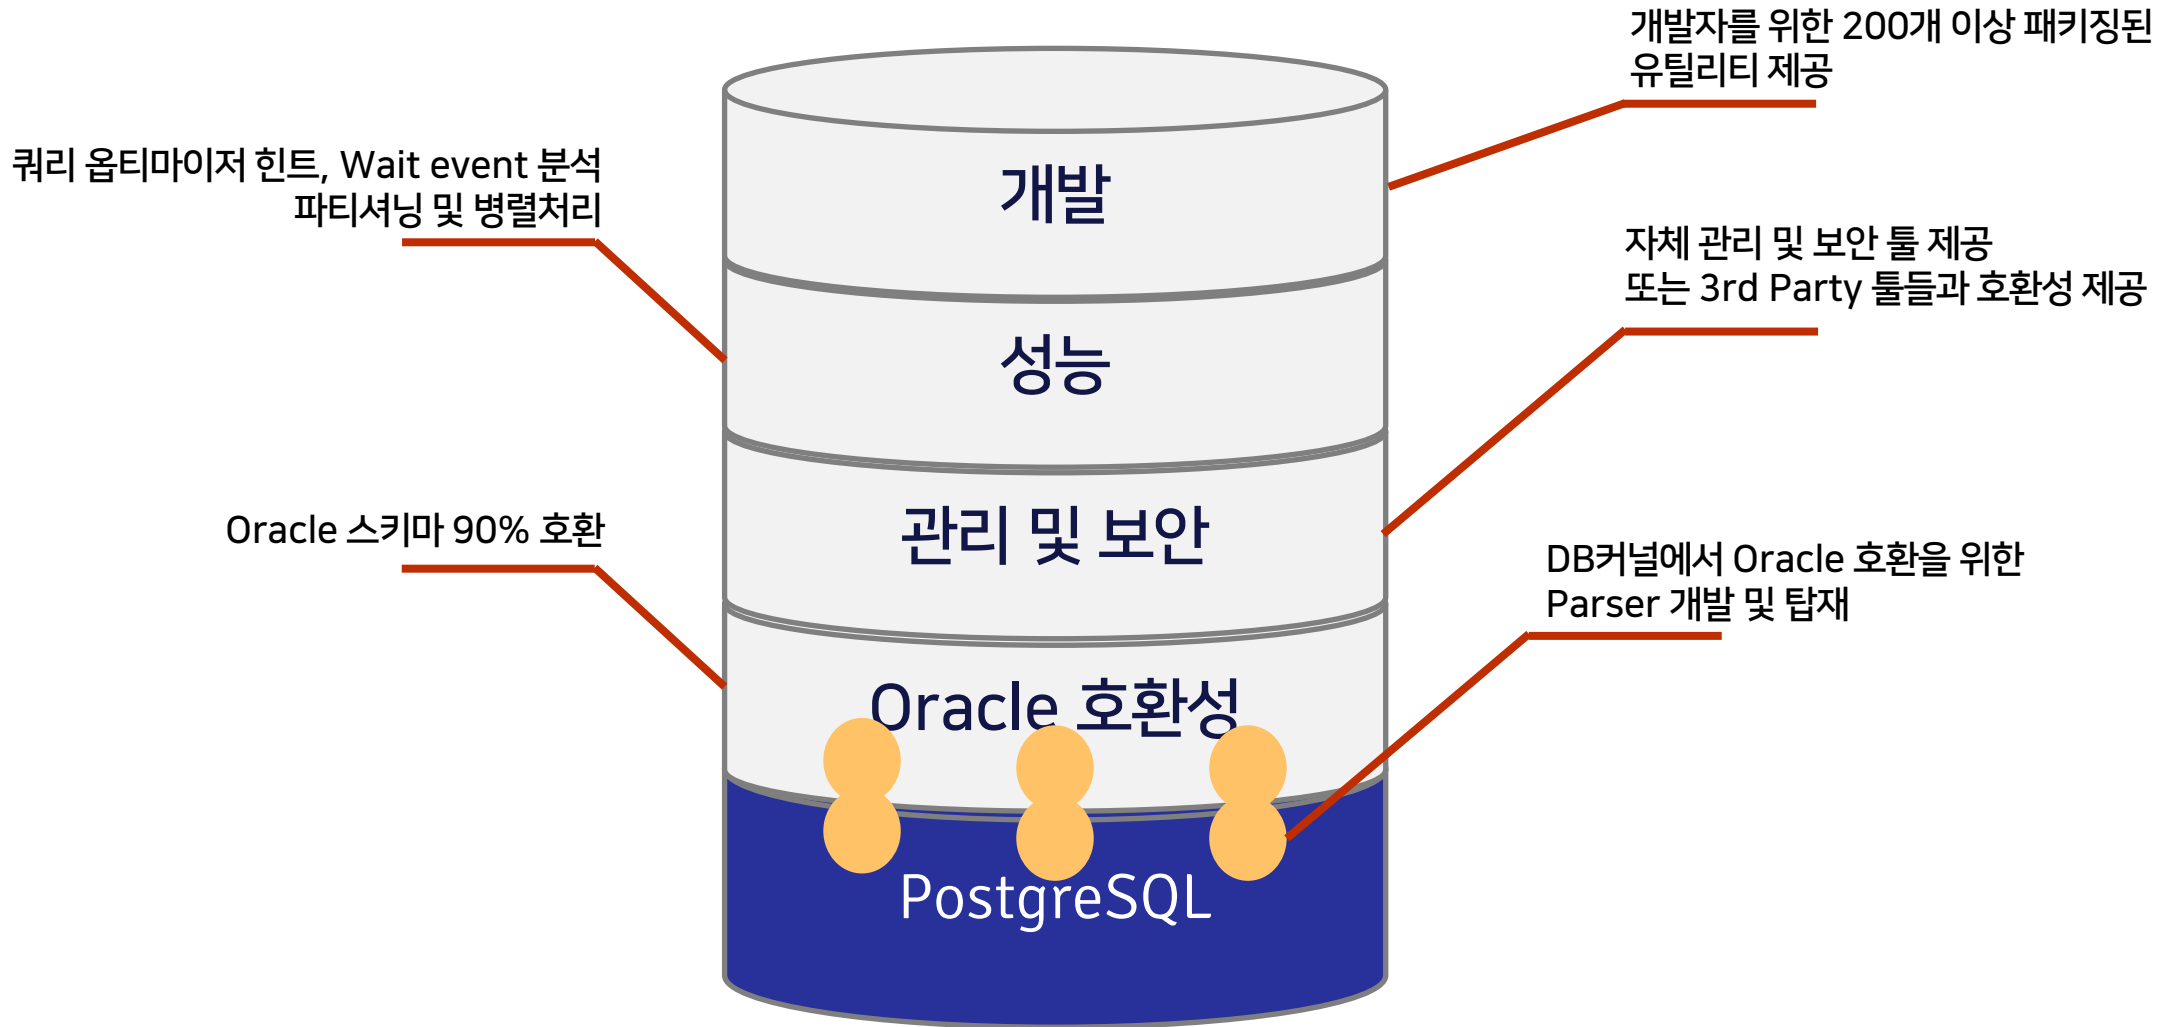 개발자를 위한 200개 이상 패키징된
유틸리티 제공
쿼리 옵티마이저 힌트, Wait event 분석
파티셔닝 및 병렬처리
개발
자체 관리 및 보안 툴 제공
또는 3rd Party 툴들과 호환성 제공
성능
Oracle 스키마 90% 호환
관리 및 보안
DB커널에서 Oracle 호환을 위한
Parser 개발 및 탑재
Oracle 호환성
PostgreSQL